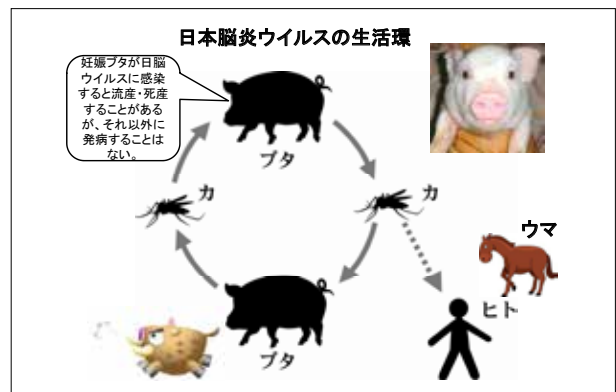 日本脳炎ウイルスの生活環
妊娠ブタが日脳
ウイルスに感染
すると流産・死産
することがある
が、それ以外に
発病することは
ない。
ブタ
カ
カ
ウマ
ヒト
ブタ